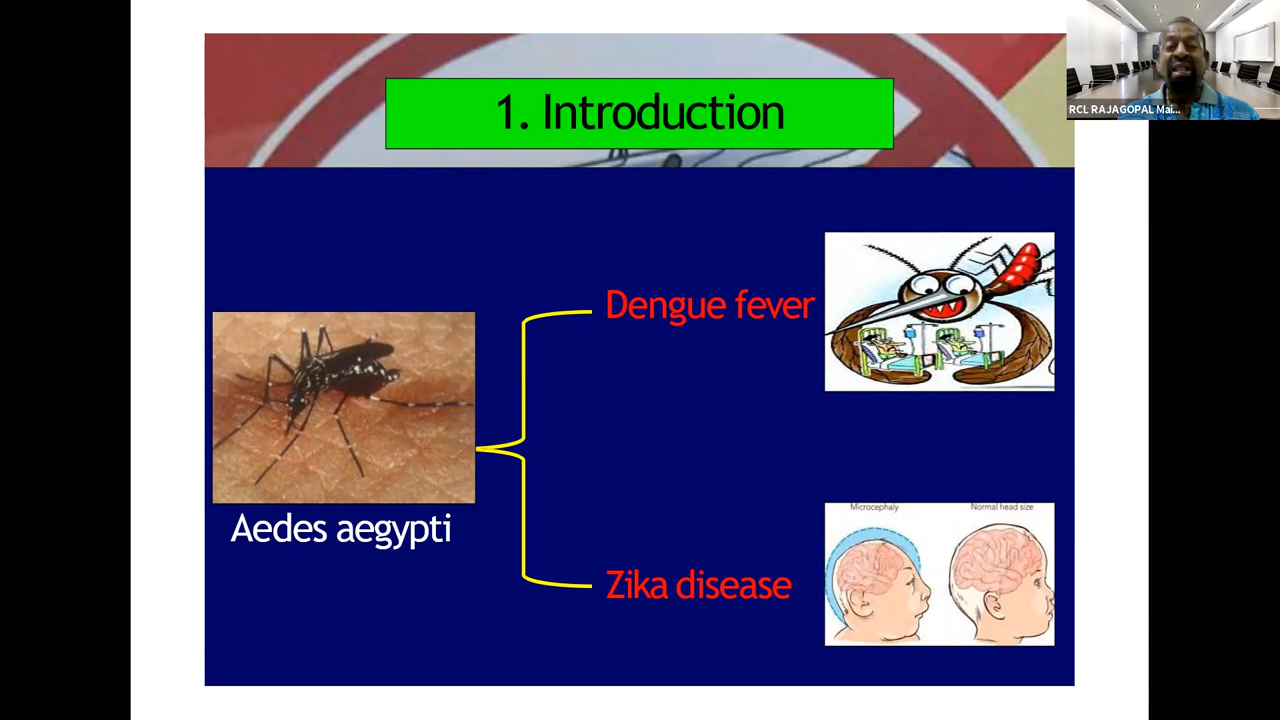 1. Introduction
RCL RAJAGOPAL Mai...
Dengue fever
Aedes aegypti
Microcephaly
Normal head size
Zika disease